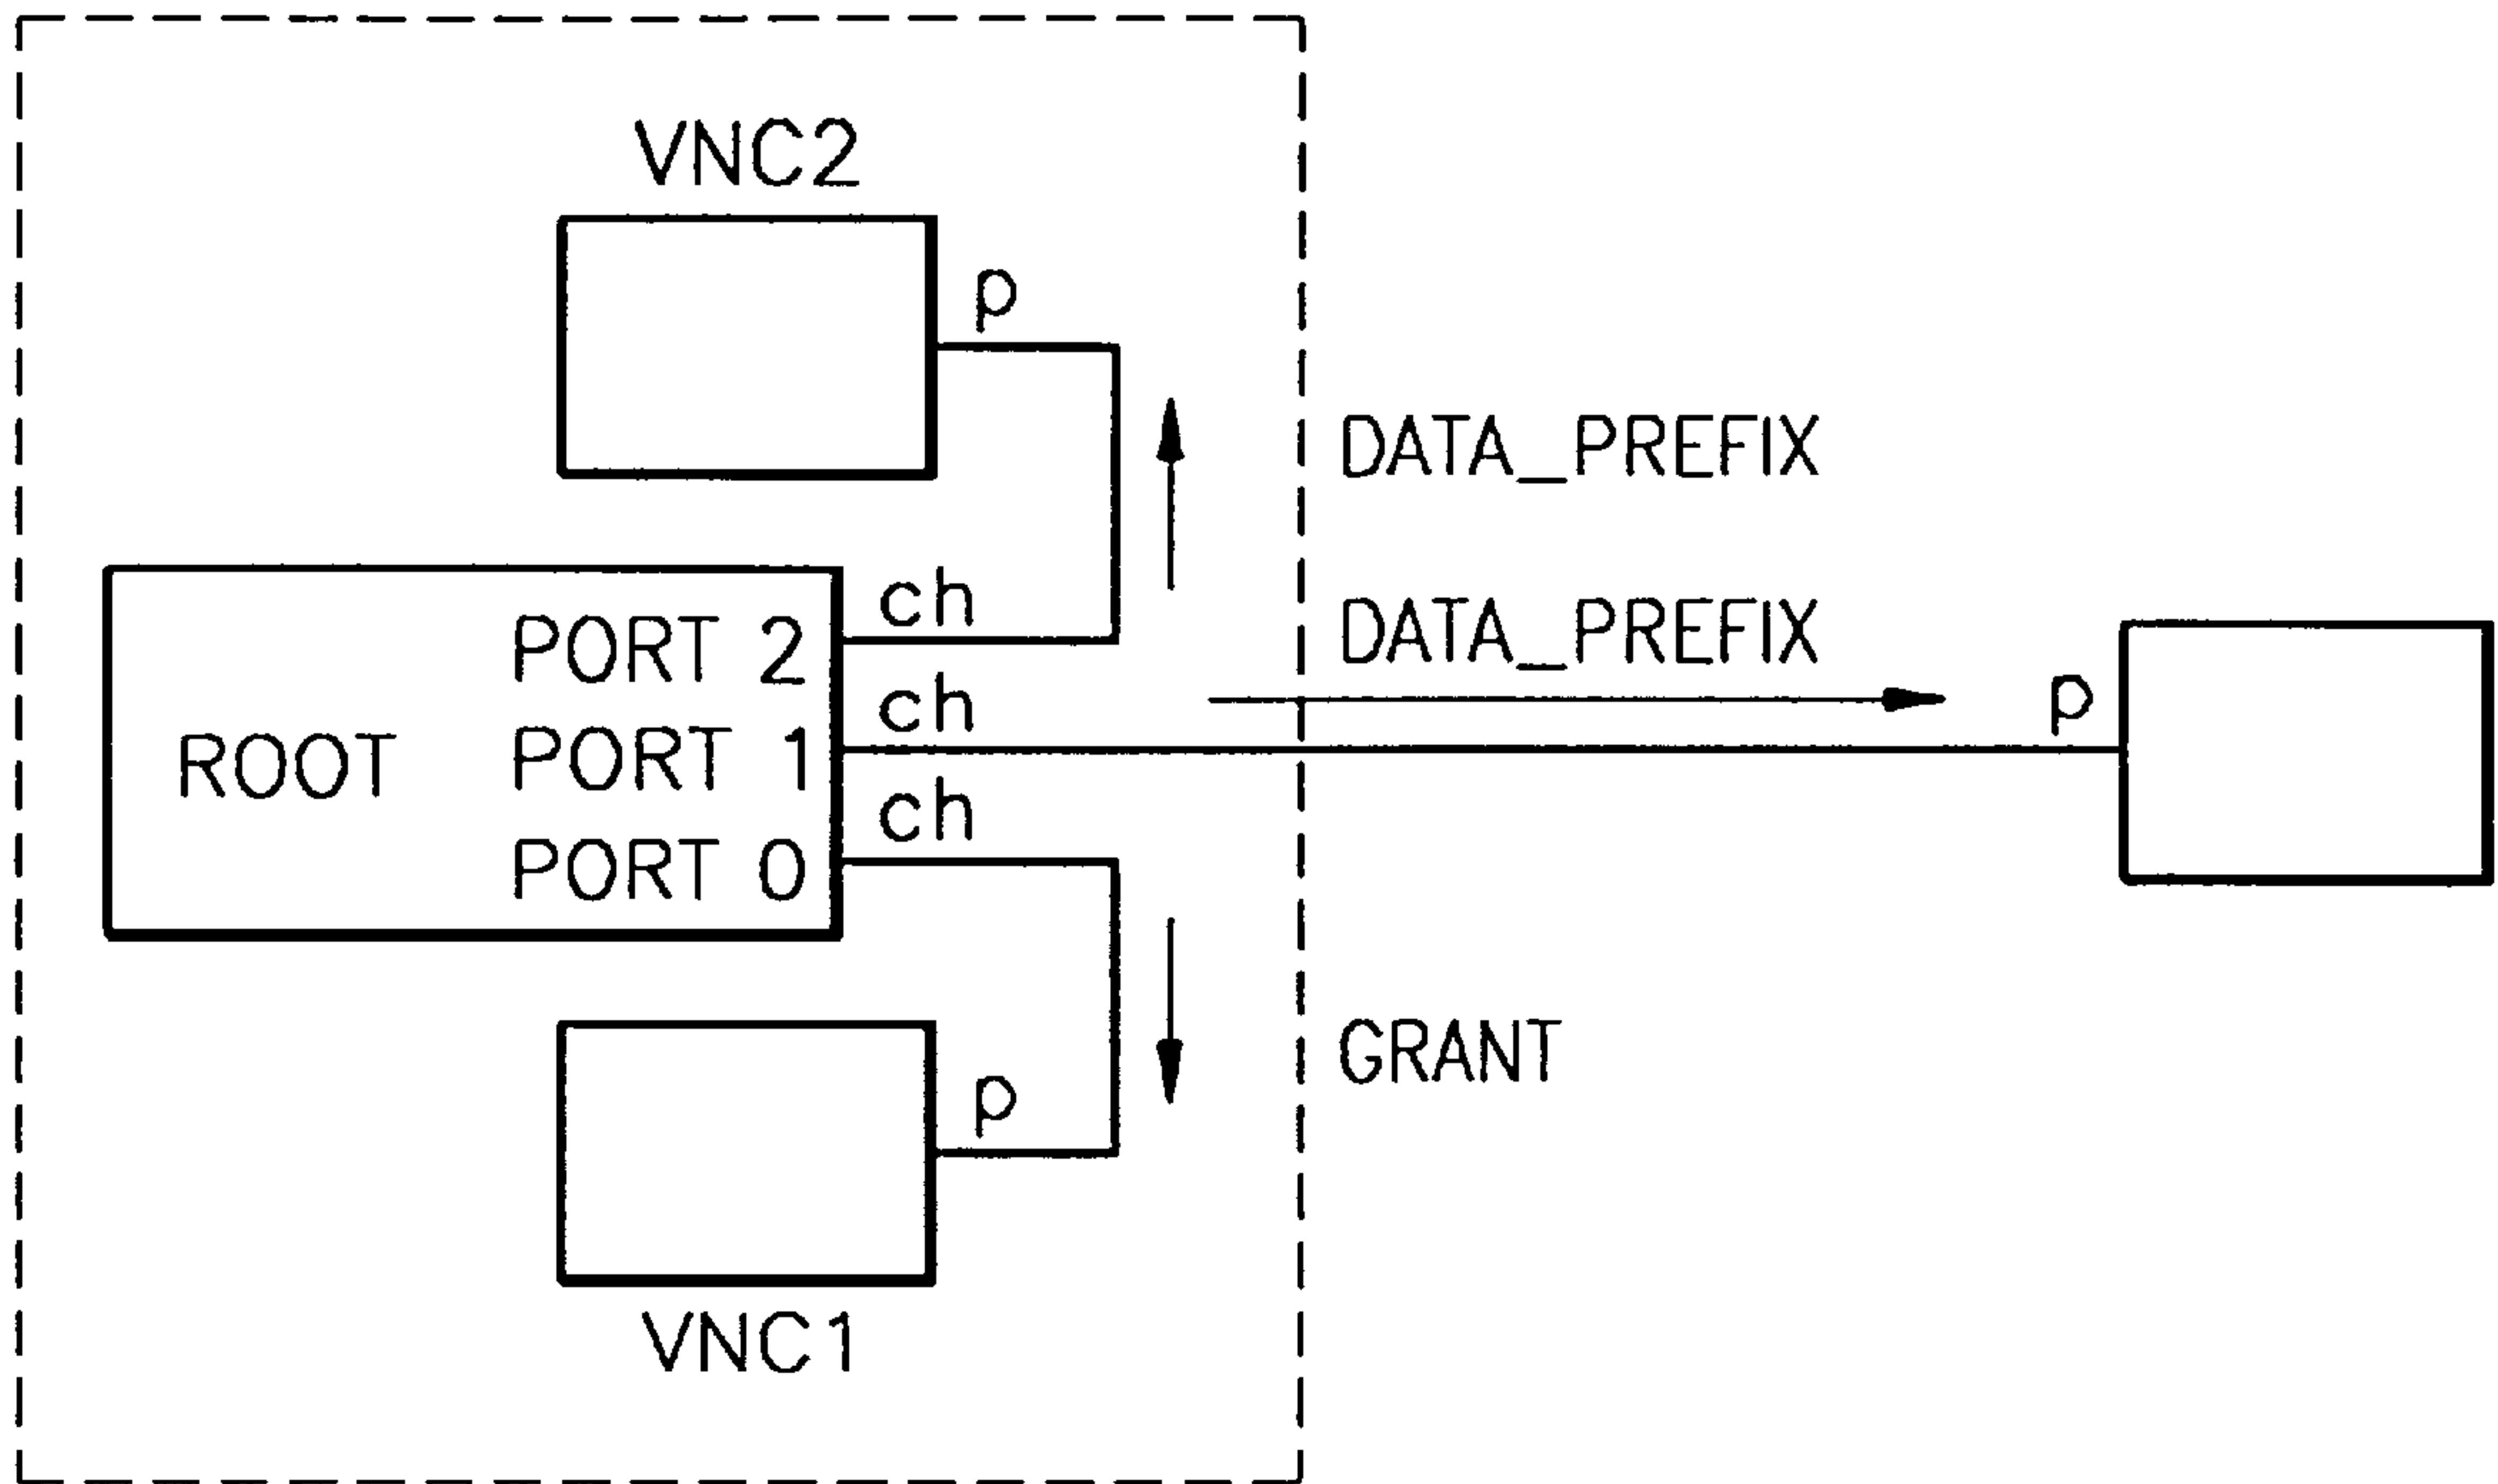 VNC2
p
DATA_PREFIX
ch
PORT 2
DATA_PREFIX
ch
p
ROOT
PORT 1
ch
PORT 0
GRANT
p
VNC1